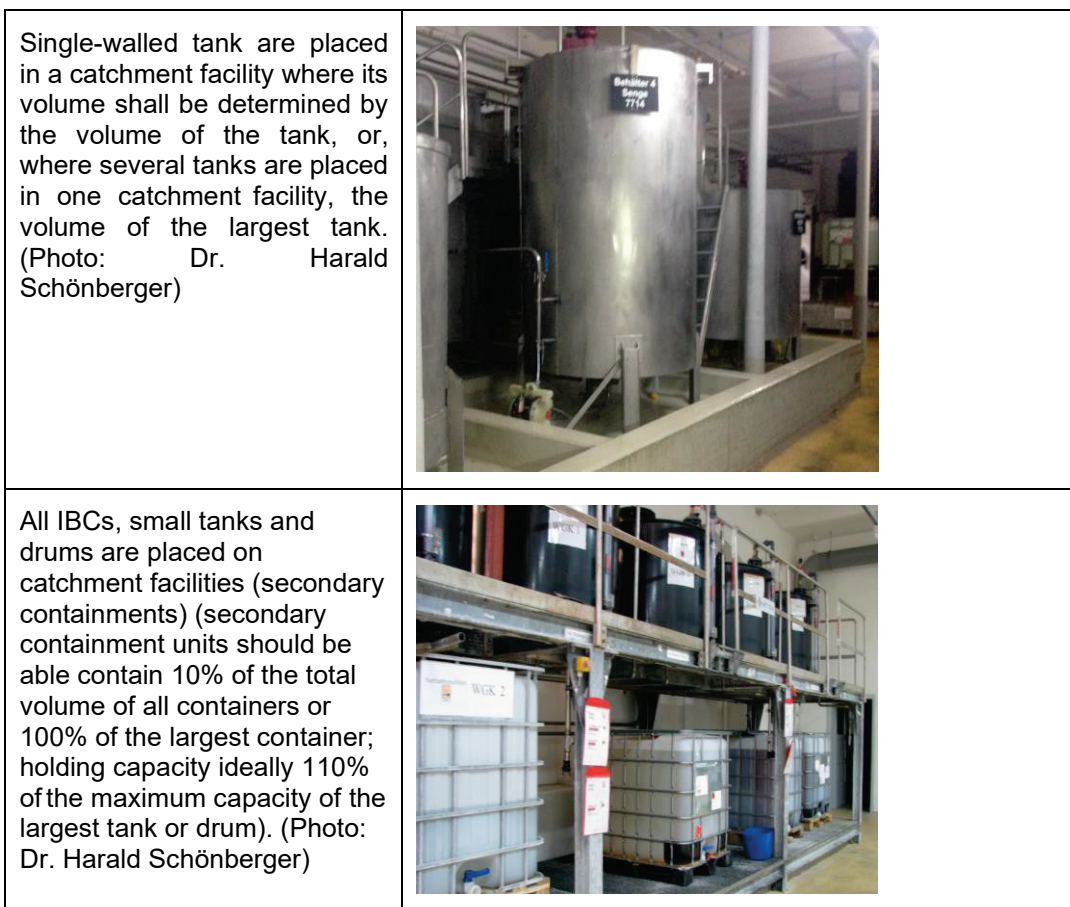 Single-walled tank are placed
in a catchment facility where its
volume shall be determined by
the volume of the tank, or,
where several tanks are placed
in one catchment facility, the
volume of the largest tank.
(Photo: Dr. Harald
Schönberger)
Behälter 4
Senge
7714
All IBCs, small tanks and
drums are placed on
catchment facilities (secondary
containments) (secondary
containment units should be
able contain 10% of the total
volume of all containers or
100% of the largest container;
holding capacity ideally 110%
of the maximum capacity of the
largest tank or drum). (Photo:
Dr. Harald Schönberger)
WGK 1
WGK 2